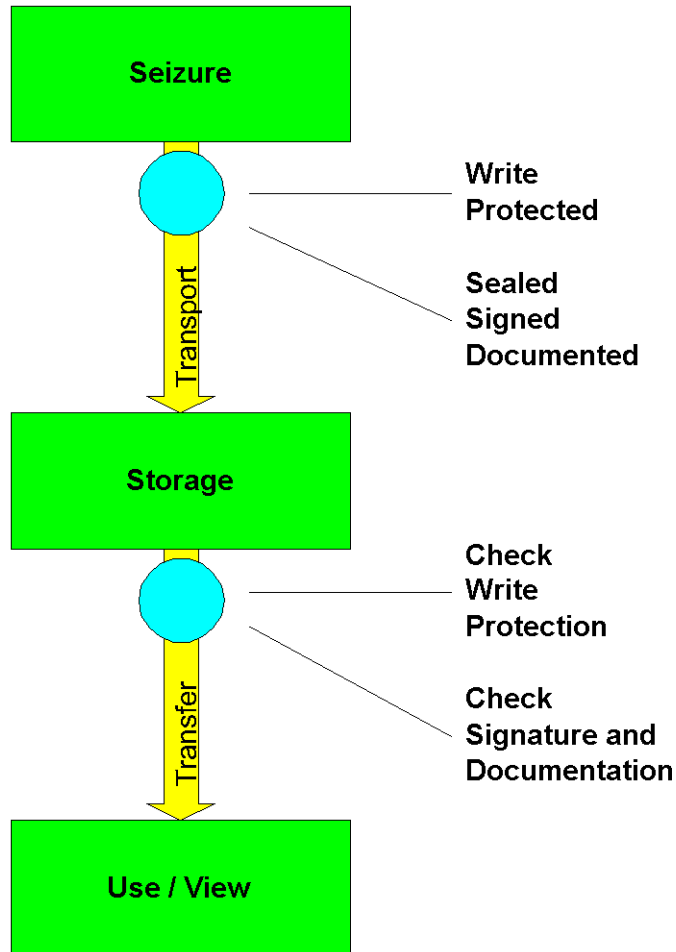 Seizure
Write
Protected
Sealed
Signed
Documented
Transport
Storage
Check
Write
Protection
Check
Signature and
Documentation
Transfer
Use / View